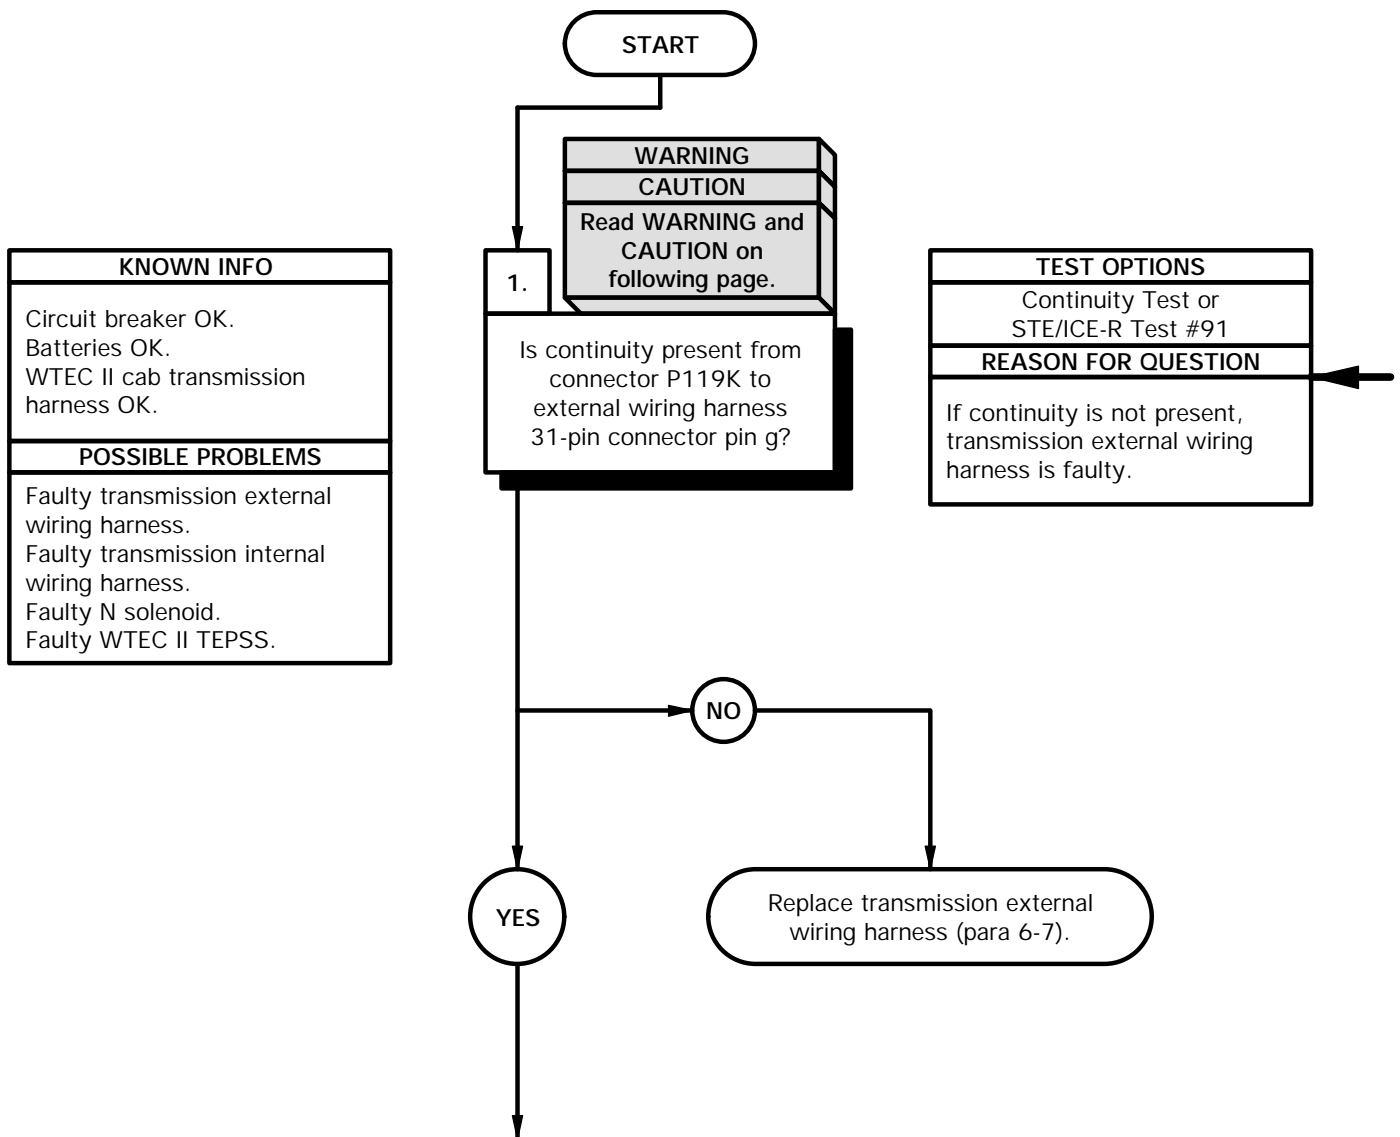 START
WARNING
CAUTION
Read WARNING and
CAUTION on
following page.
KNOWN INFO
Circuit breaker OK.
Batteries OK.
WTEC II cab transmission
harness OK.
POSSIBLE PROBLEMS
Faulty transmission external
wiring harness.
Faulty transmission internal
wiring harness.
Faulty N solenoid.
Faulty WTEC II TEPSS.
1.
Is continuity present from
connector P119K to
external wiring harness
31-pin connector pin g?
TEST OPTIONS
Continuity Test or
STE/ICE-R Test #91
REASON FOR QUESTION
If continuity is not present,
transmission external wiring
harness is faulty.
NO
YES
Replace transmission external
wiring harness (para 6-7).